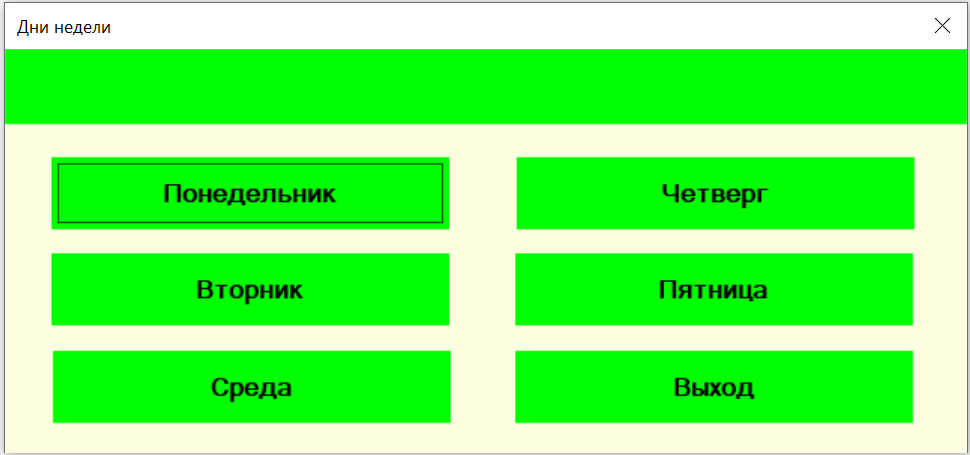 Дни недели
Понедельник
Четверг
Вторник
Пятница
Среда
Выход